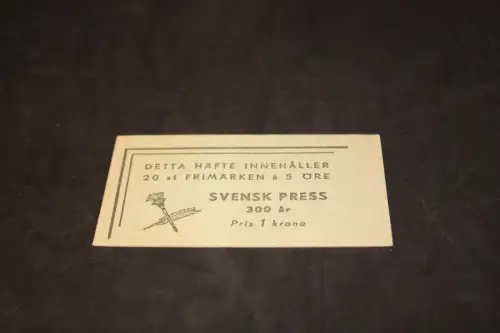 DETTA HÄFTE INNEHÅLLER
20 st FRIMÄRKEN à 5 ÖRE
SVENSK PRESS
300 år
Pris 1 krona